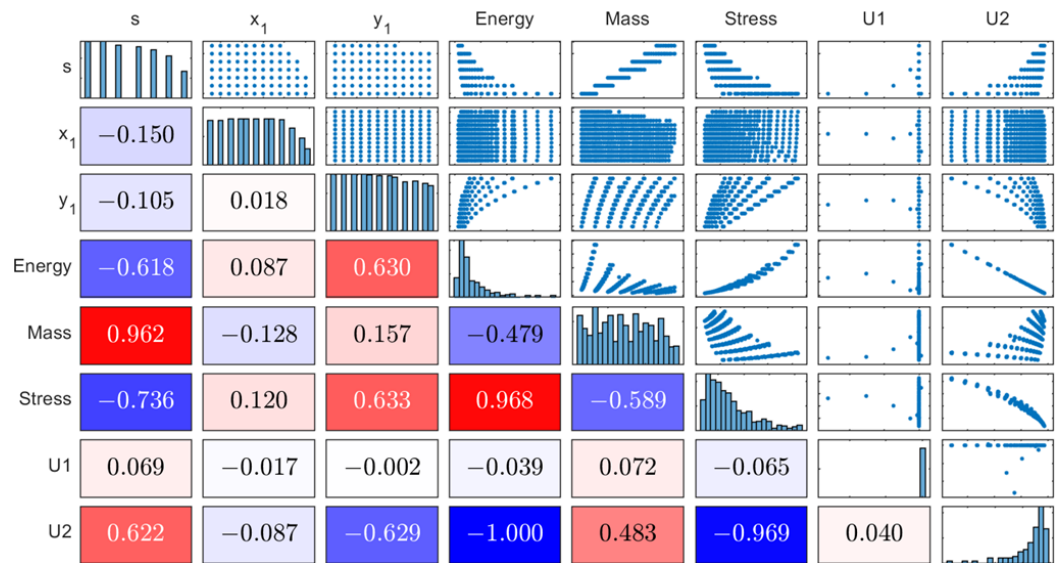 s x₁ y₁ Energy Mass Stress U1 U2
s
x₁ −0.150
y₁ −0.105 0.018
Energy −0.618 0.087 0.630
Mass 0.962 −0.128 0.157 −0.479
Stress −0.736 0.120 0.633 0.968 −0.589
U1 0.069 −0.017 −0.002 −0.039 0.072 −0.065
U2 0.622 −0.087 −0.629 −1.000 0.483 −0.969 0.040